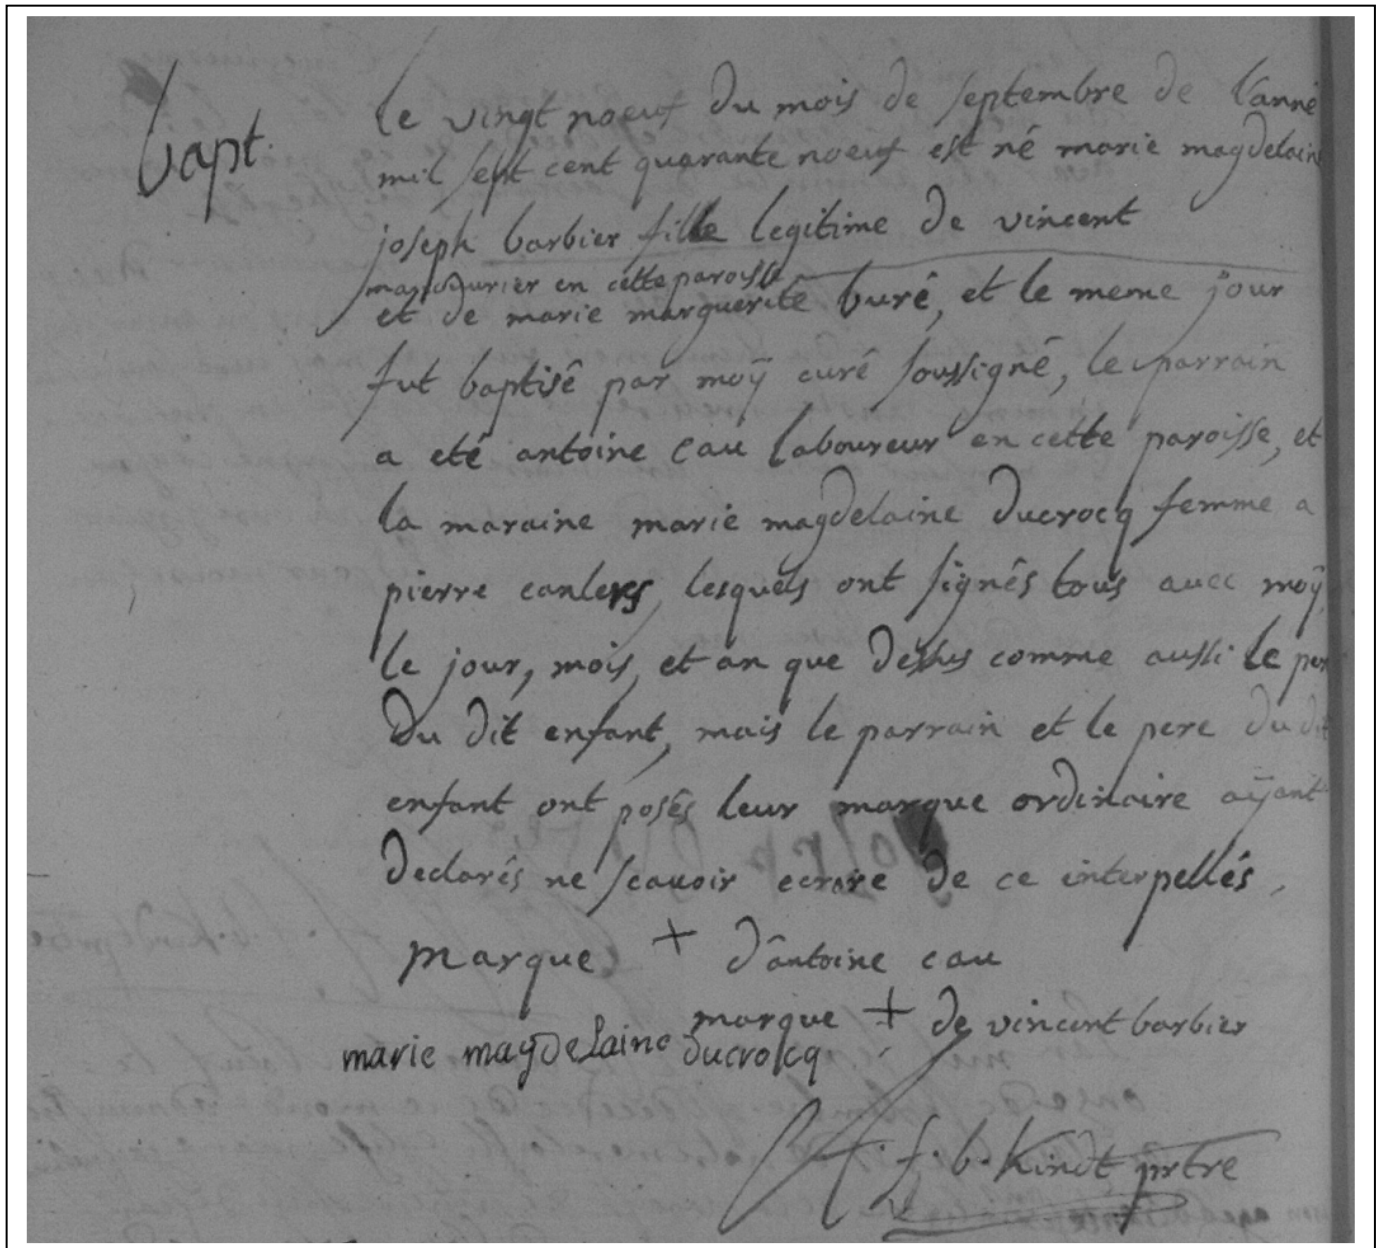 bapt.
le vingt noeuf du mois de septembre de l'anné
mil sept cent quarante noeuf est né marie magdelaine
joseph barbier fille legitime de vincent
manouvrier en cette paroisse
et de marie marguerite buré, et le meme jour
fut baptisé par moÿ curé soussigné, le parrain
a eté antoine cau laboureur en cette paroisse, et
la maraine marie magdelaine ducrocq femme a
pierre canlers, lesquels ont signés tous avec moÿ
le jour, mois, et an que dessus comme aussi le pere
du dit enfant, mais le parrain et le pere du dit
enfant ont posés leur marque ordinaire aÿant
declarés ne scavoir ecrire de ce interpellés,
marque + d'antoine cau
marque + de vincent barbier
marie magdelaine ducrocq
f. b. Kindt prtre